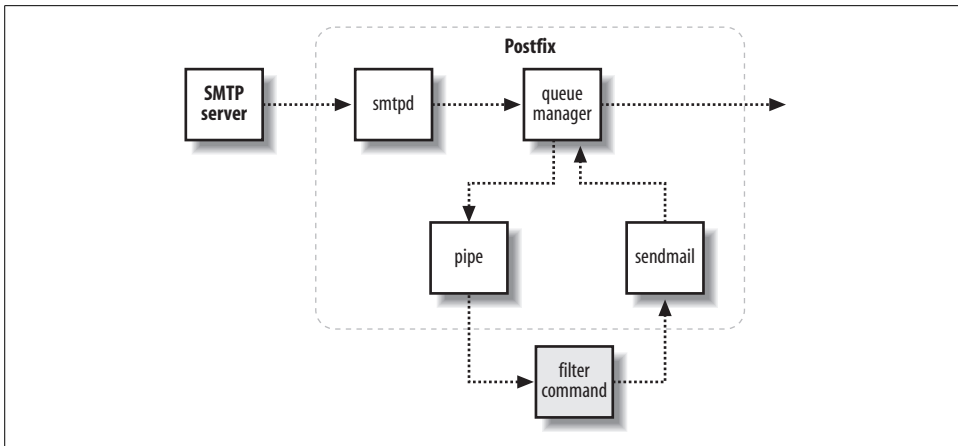 Postfix
SMTP
server
smtpd
queue
manager
pipe
sendmail
filter
command